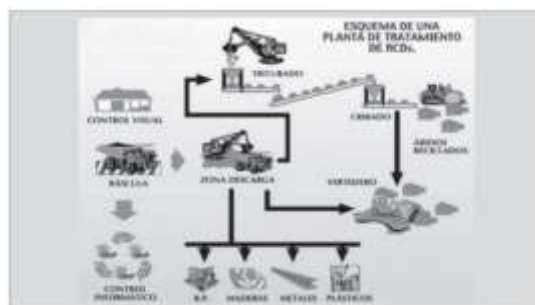 ESQUEMA DE UNA
PLANTA DE TRATAMIENTO
DE RCDs.
TRITURADO
CONTROL VISUAL
CRIBADO
ÁRIDOS
RECICLADOS
BÁSCULA
ZONA DESCARGA
VERTEDERO
CONTROL
INFORMÁTICO
R.P.
MADERAS
METALES
PLÁSTICOS